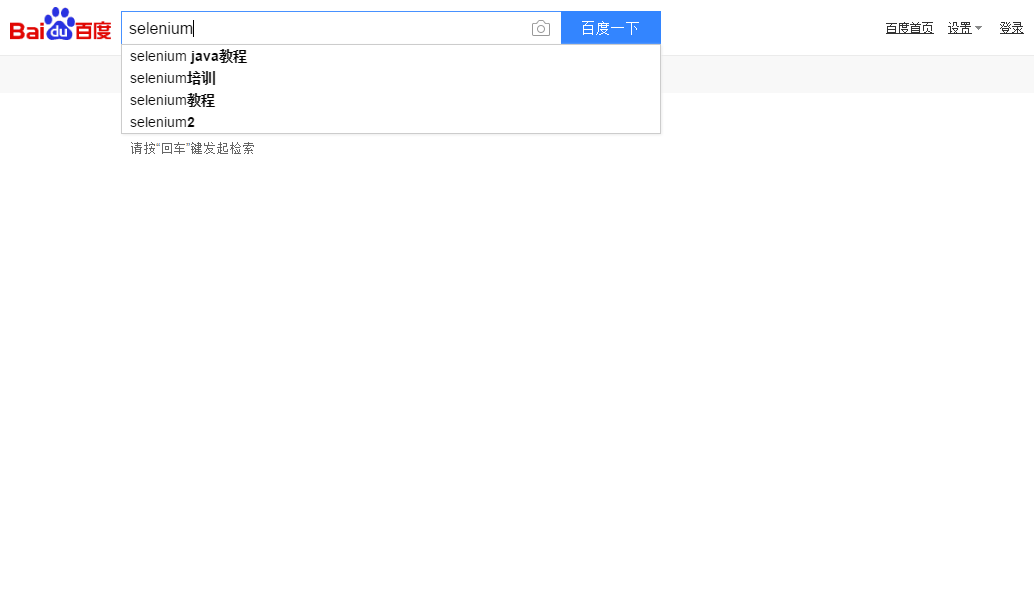 Bai du 百度 selenium 百度一下 百度首页 设置 登录
selenium java教程
selenium培训
selenium教程
selenium2
请按“回车”键发起检索